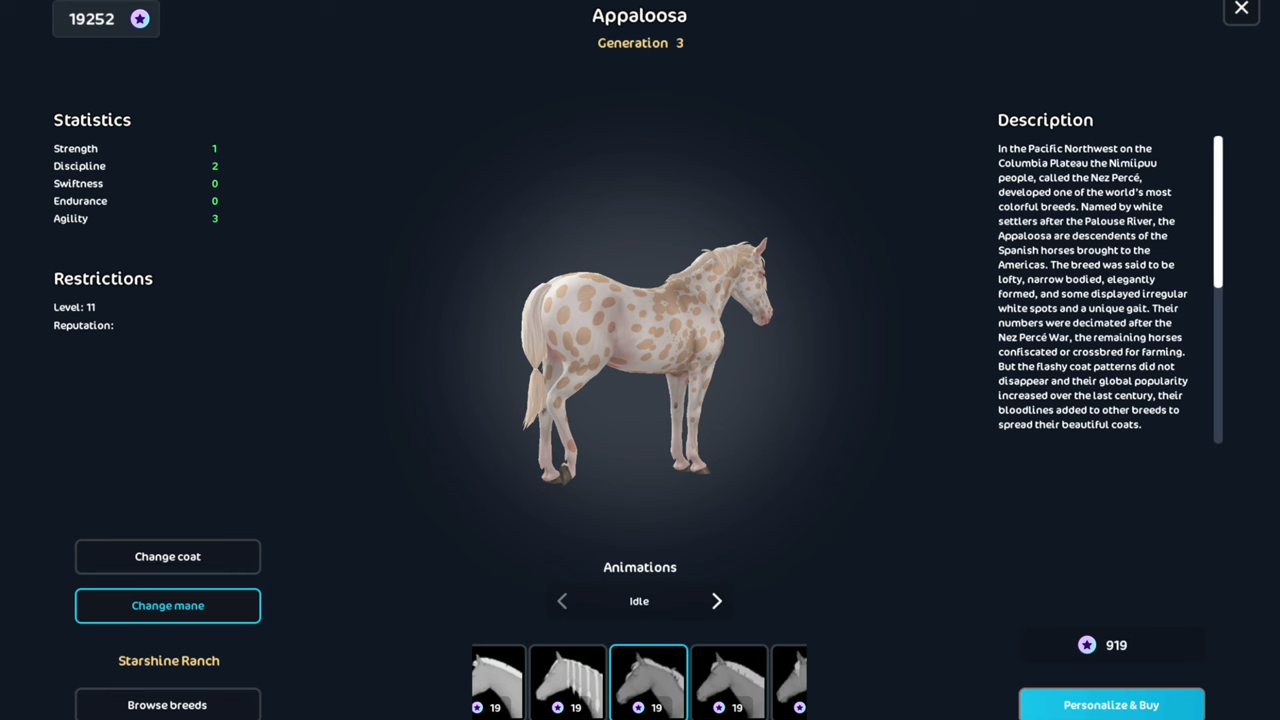 19252
Appaloosa
Generation 3
Statistics
Strength 1
Discipline 2
Swiftness 0
Endurance 0
Agility 3
Restrictions
Level: 11
Reputation:
Description
In the Pacific Northwest on the
Columbia Plateau the Nimíipuu
people, called the Nez Percé,
developed one of the world's most
colorful breeds. Named by white
settlers after the Palouse River, the
Appaloosa are descendents of the
Spanish horses brought to the
Americas. The breed was said to be
lofty, narrow bodied, elegantly
formed, and some displayed irregular
white spots and a unique gait. Their
numbers were decimated after the
Nez Percé War, the remaining horses
confiscated or crossbred for farming.
But the flashy coat patterns did not
disappear and their global popularity
increased over the last century, their
bloodlines added to other breeds to
spread their beautiful coats.
Change coat
Change mane
Starshine Ranch
Browse breeds
Animations
Idle
19
19
19
19
919
Personalize & Buy